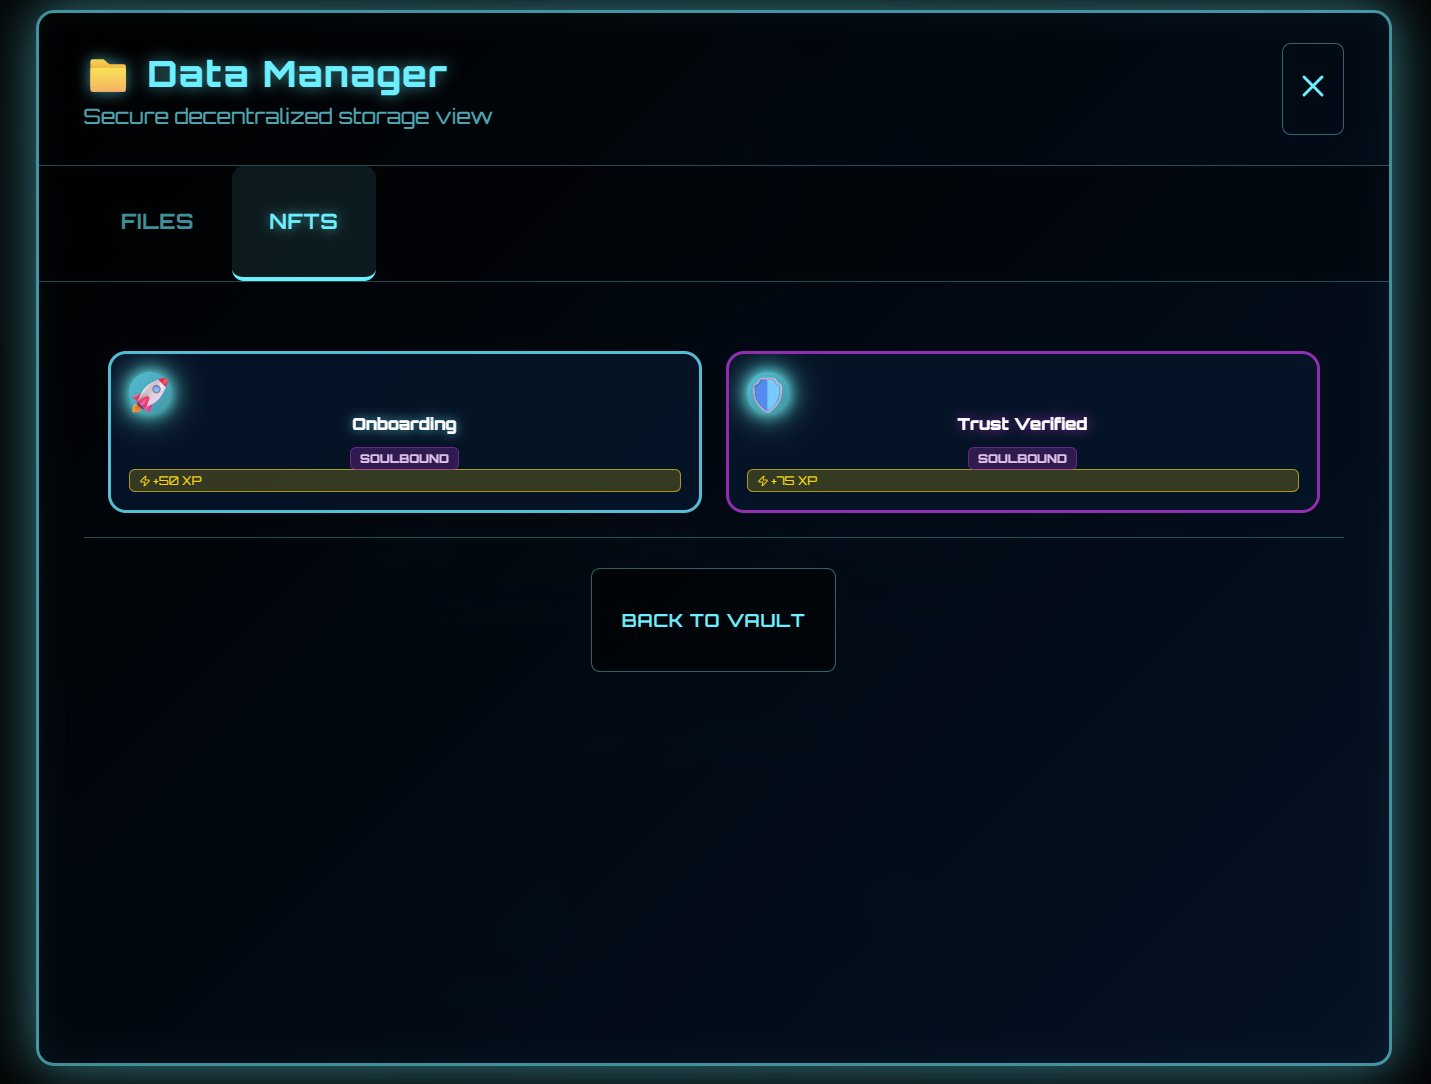 Data Manager
Secure decentralized storage view
FILES
NFTS
Onboarding
SOULBOUND
+50 XP
Trust Verified
SOULBOUND
+75 XP
BACK TO VAULT